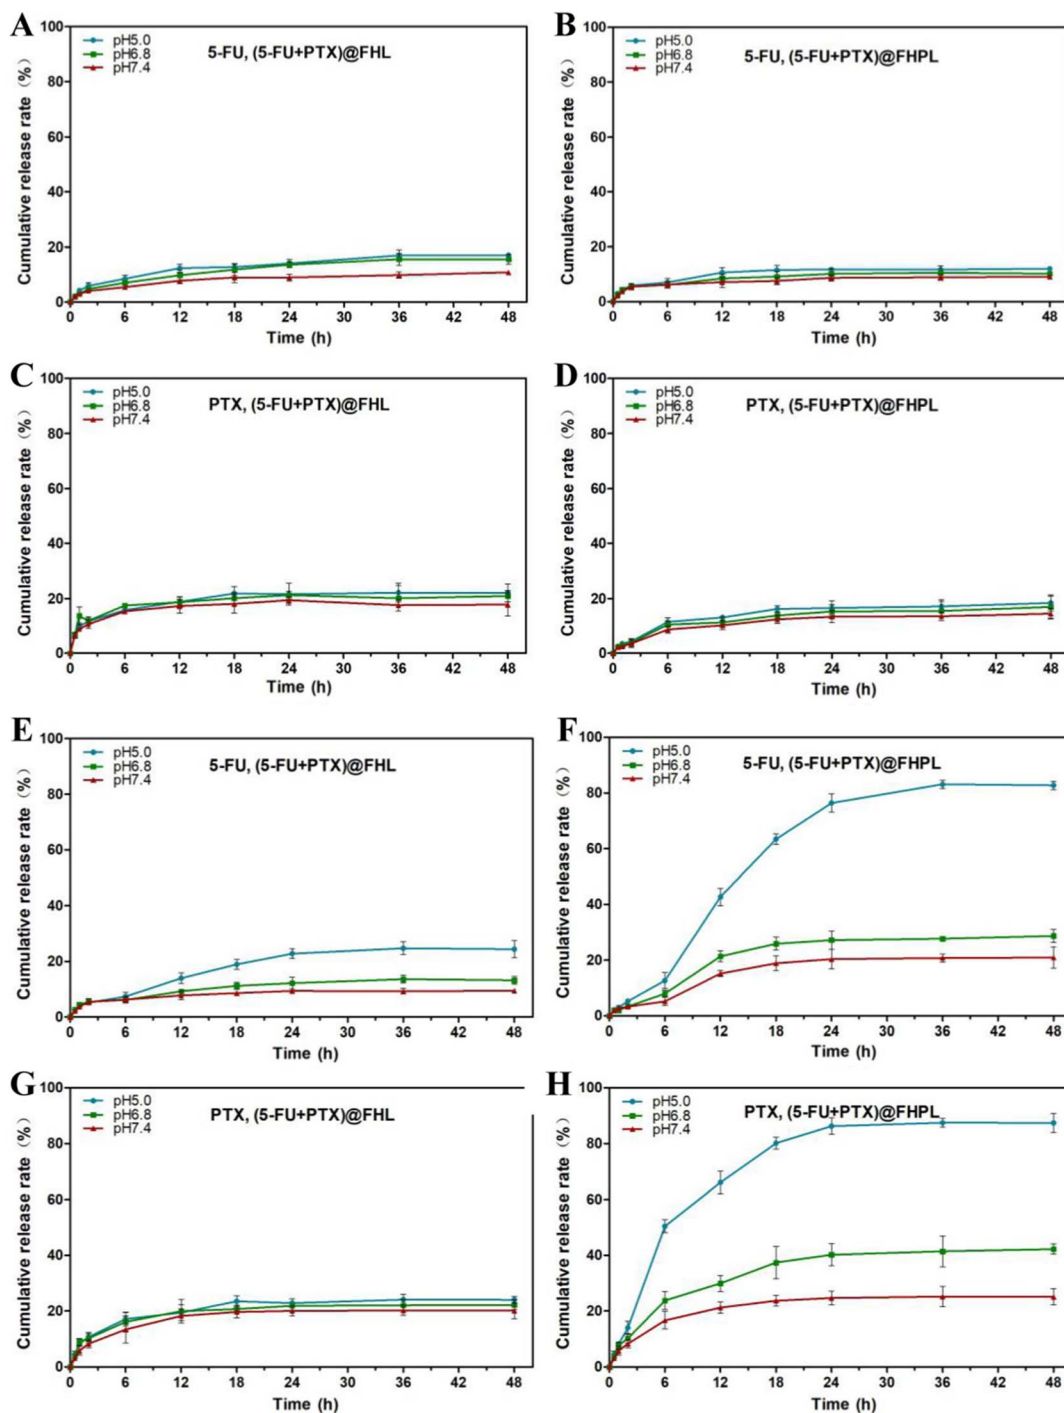 A
Cumulative release rate (%)
100
80
60
40
20
0
pH5.0
pH6.8
pH7.4
5-FU, (5-FU+PTX)@FHL
0 6 12 18 24 30 36 42 48
Time (h)
B
Cumulative release rate (%)
100
80
60
40
20
0
pH5.0
pH6.8
pH7.4
5-FU, (5-FU+PTX)@FHPL
0 6 12 18 24 30 36 42 48
Time (h)
C
Cumulative release rate (%)
100
80
60
40
20
0
pH5.0
pH6.8
pH7.4
PTX, (5-FU+PTX)@FHL
0 6 12 18 24 30 36 42 48
Time (h)
D
Cumulative release rate (%)
100
80
60
40
20
0
pH5.0
pH6.8
pH7.4
PTX, (5-FU+PTX)@FHPL
0 6 12 18 24 30 36 42 48
Time (h)
E
Cumulative release rate (%)
100
80
60
40
20
0
pH5.0
pH6.8
pH7.4
5-FU, (5-FU+PTX)@FHL
0 6 12 18 24 30 36 42 48
Time (h)
F
Cumulative release rate (%)
100
80
60
40
20
0
pH5.0
pH6.8
pH7.4
5-FU, (5-FU+PTX)@FHPL
0 6 12 18 24 30 36 42 48
Time (h)
G
Cumulative release rate (%)
100
80
60
40
20
0
pH5.0
pH6.8
pH7.4
PTX, (5-FU+PTX)@FHL
0 6 12 18 24 30 36 42 48
Time (h)
H
Cumulative release rate (%)
100
80
60
40
20
0
pH5.0
pH6.8
pH7.4
PTX, (5-FU+PTX)@FHPL
0 6 12 18 24 30 36 42 48
Time (h)